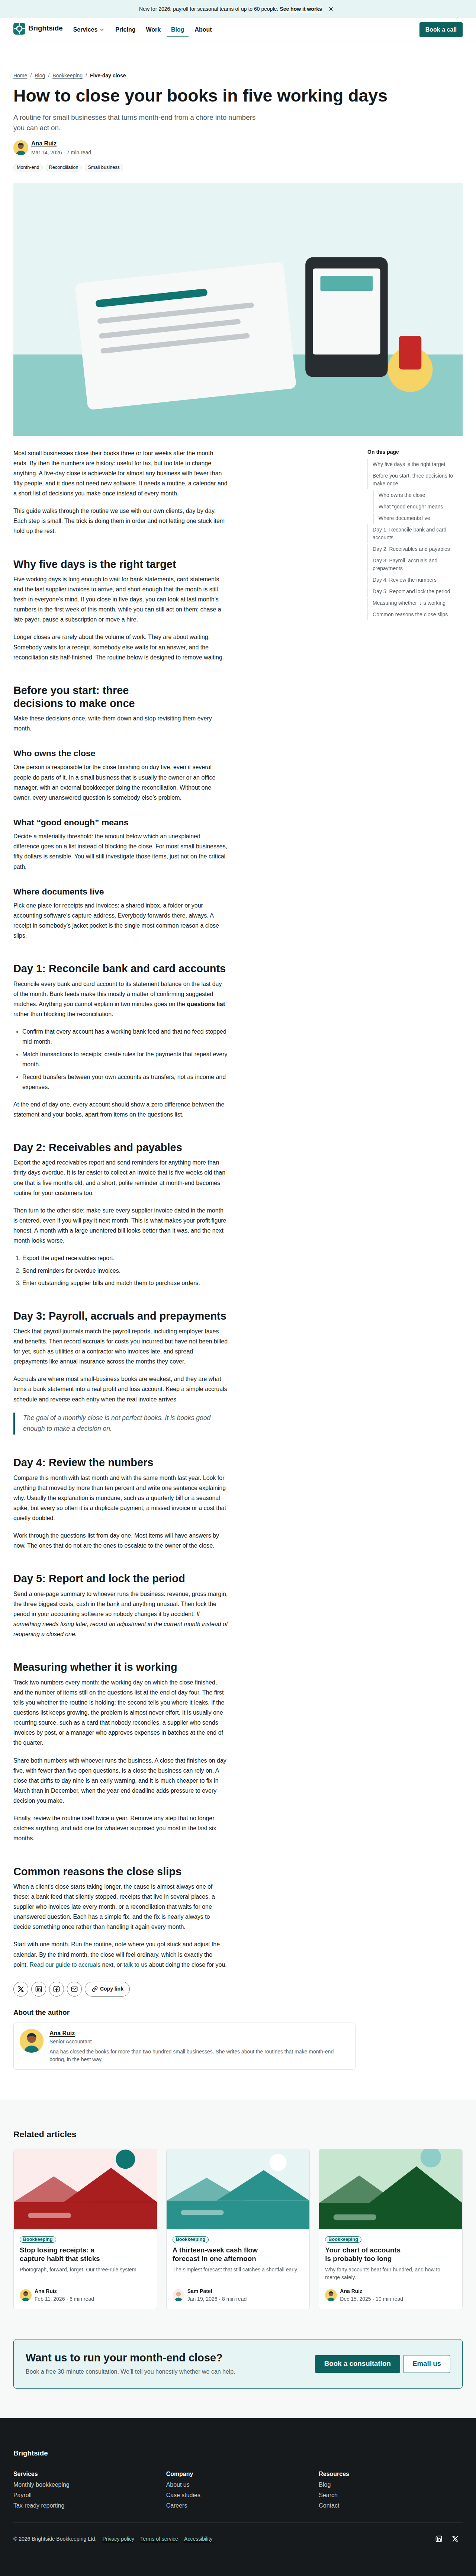 New for 2026: payroll for seasonal teams of up to 60 people. See how it works
Brightside
Services
Pricing
Work
Blog
About
Book a call
Home / Blog / Bookkeeping / Five-day close
How to close your books in five working days
A routine for small businesses that turns month-end from a chore into numbers
you can act on.
Ana Ruiz
Mar 14, 2026 · 7 min read
Month-end
Reconciliation
Small business
Most small businesses close their books three or four weeks after the month
ends. By then the numbers are history: useful for tax, but too late to change
anything. A five-day close is achievable for almost any business with fewer than
fifty people, and it does not need new software. It needs a routine, a calendar and
a short list of decisions you make once instead of every month.
This guide walks through the routine we use with our own clients, day by day.
Each step is small. The trick is doing them in order and not letting one stuck item
hold up the rest.
Why five days is the right target
Five working days is long enough to wait for bank statements, card statements
and the last supplier invoices to arrive, and short enough that the month is still
fresh in everyone's mind. If you close in five days, you can look at last month's
numbers in the first week of this month, while you can still act on them: chase a
late payer, pause a subscription or move a hire.
Longer closes are rarely about the volume of work. They are about waiting.
Somebody waits for a receipt, somebody else waits for an answer, and the
reconciliation sits half-finished. The routine below is designed to remove waiting.
Before you start: three
decisions to make once
Make these decisions once, write them down and stop revisiting them every
month.
Who owns the close
One person is responsible for the close finishing on day five, even if several
people do parts of it. In a small business that is usually the owner or an office
manager, with an external bookkeeper doing the reconciliation. Without one
owner, every unanswered question is somebody else's problem.
What "good enough" means
Decide a materiality threshold: the amount below which an unexplained
difference goes on a list instead of blocking the close. For most small businesses,
fifty dollars is sensible. You will still investigate those items, just not on the critical
path.
Where documents live
Pick one place for receipts and invoices: a shared inbox, a folder or your
accounting software's capture address. Everybody forwards there, always. A
receipt in somebody's jacket pocket is the single most common reason a close
slips.
Day 1: Reconcile bank and card accounts
Reconcile every bank and card account to its statement balance on the last day
of the month. Bank feeds make this mostly a matter of confirming suggested
matches. Anything you cannot explain in two minutes goes on the questions list
rather than blocking the reconciliation.
• Confirm that every account has a working bank feed and that no feed stopped
mid-month.
• Match transactions to receipts; create rules for the payments that repeat every
month.
• Record transfers between your own accounts as transfers, not as income and
expenses.
At the end of day one, every account should show a zero difference between the
statement and your books, apart from items on the questions list.
Day 2: Receivables and payables
Export the aged receivables report and send reminders for anything more than
thirty days overdue. It is far easier to collect an invoice that is five weeks old than
one that is five months old, and a short, polite reminder at month-end becomes
routine for your customers too.
Then turn to the other side: make sure every supplier invoice dated in the month
is entered, even if you will pay it next month. This is what makes your profit figure
honest. A month with a large unentered bill looks better than it was, and the next
month looks worse.
1. Export the aged receivables report.
2. Send reminders for overdue invoices.
3. Enter outstanding supplier bills and match them to purchase orders.
Day 3: Payroll, accruals and prepayments
Check that payroll journals match the payroll reports, including employer taxes
and benefits. Then record accruals for costs you incurred but have not been billed
for yet, such as utilities or a contractor who invoices late, and spread
prepayments like annual insurance across the months they cover.
Accruals are where most small-business books are weakest, and they are what
turns a bank statement into a real profit and loss account. Keep a simple accruals
schedule and reverse each entry when the real invoice arrives.
The goal of a monthly close is not perfect books. It is books good
enough to make a decision on.
Day 4: Review the numbers
Compare this month with last month and with the same month last year. Look for
anything that moved by more than ten percent and write one sentence explaining
why. Usually the explanation is mundane, such as a quarterly bill or a seasonal
spike, but every so often it is a duplicate payment, a missed invoice or a cost that
quietly doubled.
Work through the questions list from day one. Most items will have answers by
now. The ones that do not are the ones to escalate to the owner of the close.
Day 5: Report and lock the period
Send a one-page summary to whoever runs the business: revenue, gross margin,
the three biggest costs, cash in the bank and anything unusual. Then lock the
period in your accounting software so nobody changes it by accident. If
something needs fixing later, record an adjustment in the current month instead of
reopening a closed one.
Measuring whether it is working
Track two numbers every month: the working day on which the close finished,
and the number of items still on the questions list at the end of day four. The first
tells you whether the routine is holding; the second tells you where it leaks. If the
questions list keeps growing, the problem is almost never effort. It is usually one
recurring source, such as a card that nobody reconciles, a supplier who sends
invoices by post, or a manager who approves expenses in batches at the end of
the quarter.
Share both numbers with whoever runs the business. A close that finishes on day
five, with fewer than five open questions, is a close the business can rely on. A
close that drifts to day nine is an early warning, and it is much cheaper to fix in
March than in December, when the year-end deadline adds pressure to every
decision you make.
Finally, review the routine itself twice a year. Remove any step that no longer
catches anything, and add one for whatever surprised you most in the last six
months.
Common reasons the close slips
When a client's close starts taking longer, the cause is almost always one of
these: a bank feed that silently stopped, receipts that live in several places, a
supplier who invoices late every month, or a reconciliation that waits for one
unanswered question. Each has a simple fix, and the fix is nearly always to
decide something once rather than handling it again every month.
Start with one month. Run the routine, note where you got stuck and adjust the
calendar. By the third month, the close will feel ordinary, which is exactly the
point. Read our guide to accruals next, or talk to us about doing the close for you.
Copy link
On this page
Why five days is the right target
Before you start: three decisions to
make once
Who owns the close
What "good enough" means
Where documents live
Day 1: Reconcile bank and card
accounts
Day 2: Receivables and payables
Day 3: Payroll, accruals and
prepayments
Day 4: Review the numbers
Day 5: Report and lock the period
Measuring whether it is working
Common reasons the close slips
About the author
Ana Ruiz
Senior Accountant
Ana has closed the books for more than two hundred small businesses. She writes about the routines that make month-end
boring, in the best way.
Related articles
Bookkeeping
Stop losing receipts: a
capture habit that sticks
Photograph, forward, forget. Our three-rule system.
Ana Ruiz
Feb 11, 2026 · 6 min read
Bookkeeping
A thirteen-week cash flow
forecast in one afternoon
The simplest forecast that still catches a shortfall early.
Sam Patel
Jan 19, 2026 · 8 min read
Bookkeeping
Your chart of accounts
is probably too long
Why forty accounts beat four hundred, and how to
merge safely.
Ana Ruiz
Dec 15, 2025 · 10 min read
Want us to run your month-end close?
Book a free 30-minute consultation. We'll tell you honestly whether we can help.
Book a consultation
Email us
Brightside
Services
Monthly bookkeeping
Payroll
Tax-ready reporting
Company
About us
Case studies
Careers
Resources
Blog
Search
Contact
© 2026 Brightside Bookkeeping Ltd.
Privacy policy
Terms of service
Accessibility